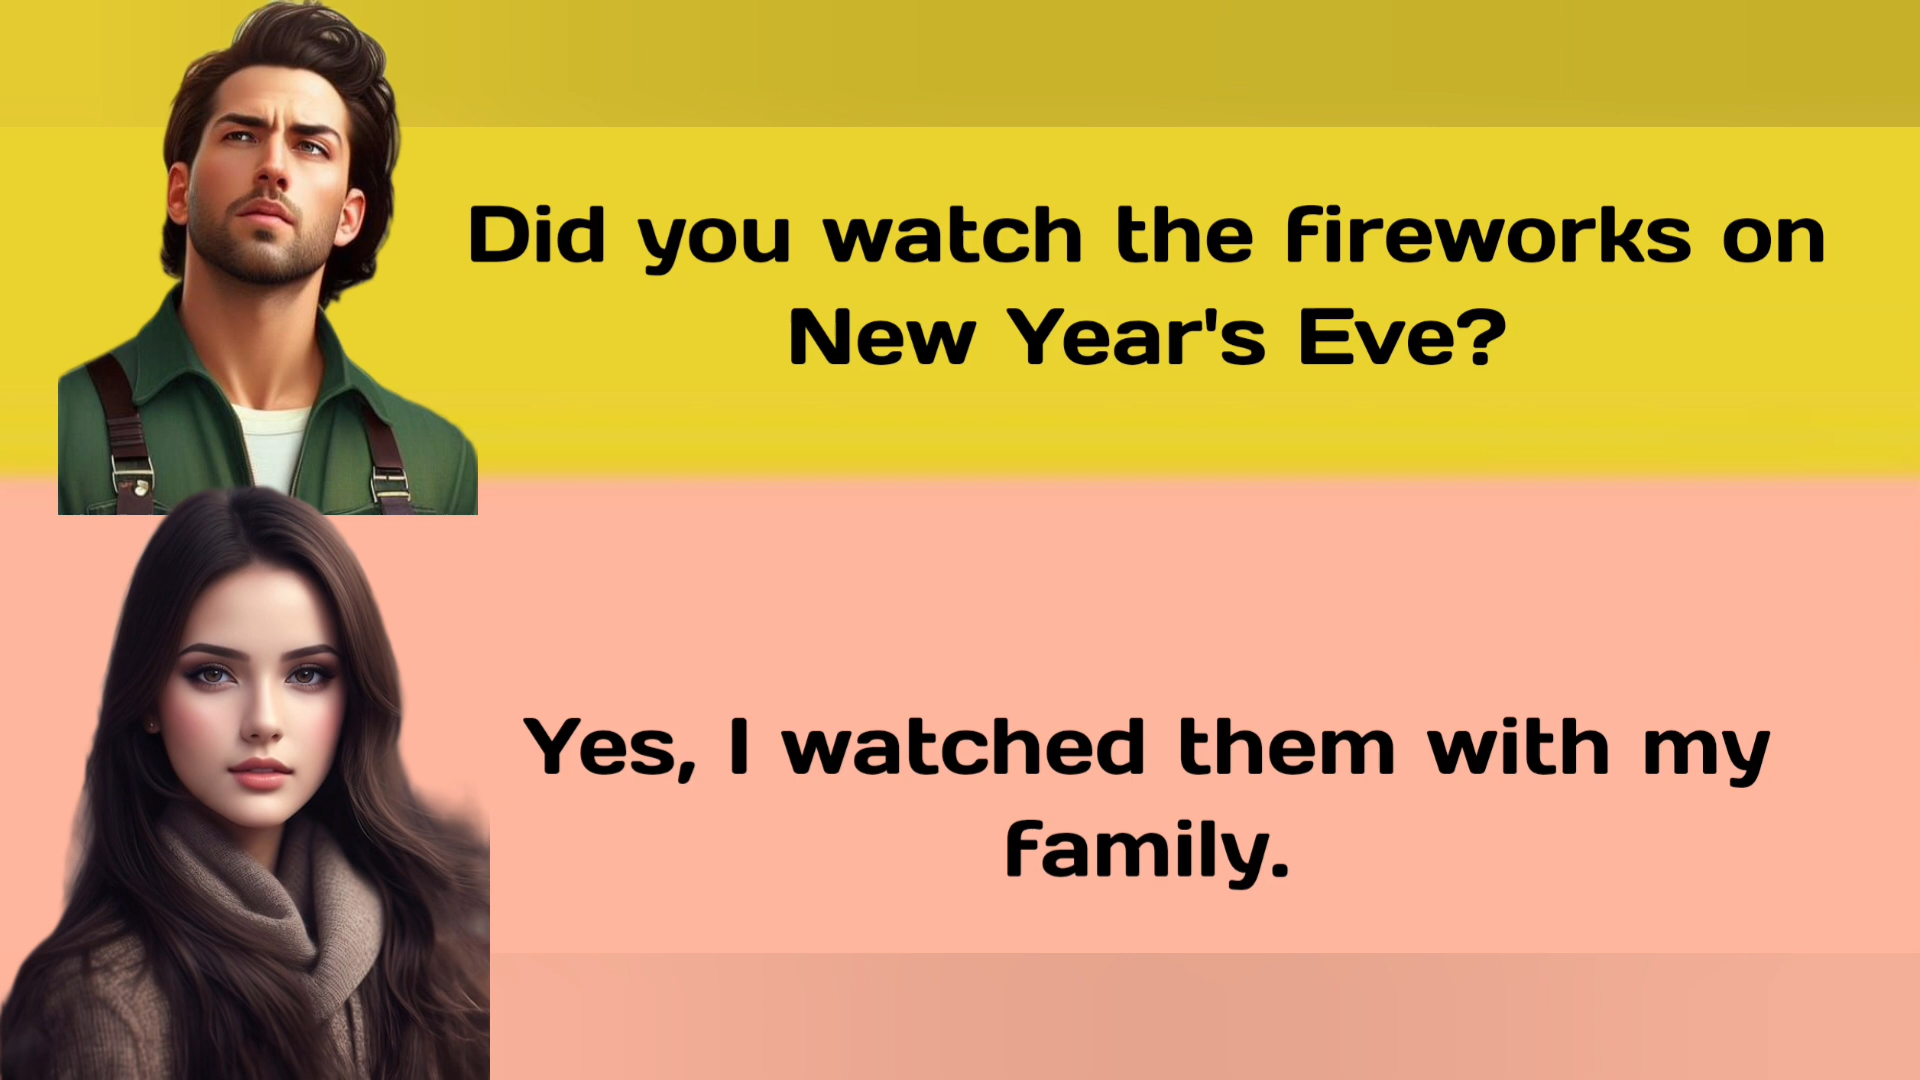 Did you watch the fireworks on
New Year's Eve?
Yes, I watched them with my
family.